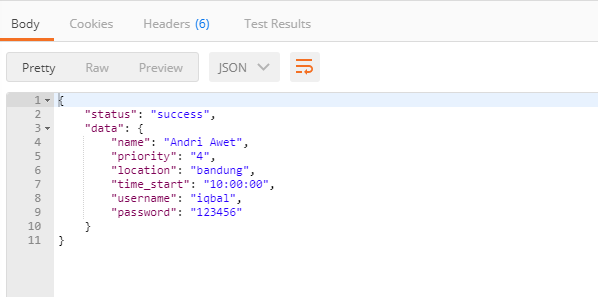 Body Cookies Headers (6) Test Results
Pretty Raw Preview JSON
1 {
2 "status": "success",
3 "data": {
4 "name": "Andri Awet",
5 "priority": "4",
6 "location": "bandung",
7 "time_start": "10:00:00",
8 "username": "iqbal",
9 "password": "123456"
10 }
11 }